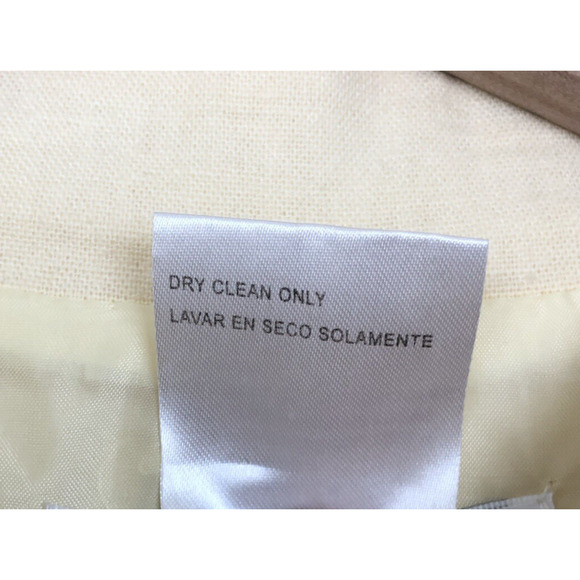 DRY CLEAN ONLY
LAVAR EN SECO SOLAMENTE